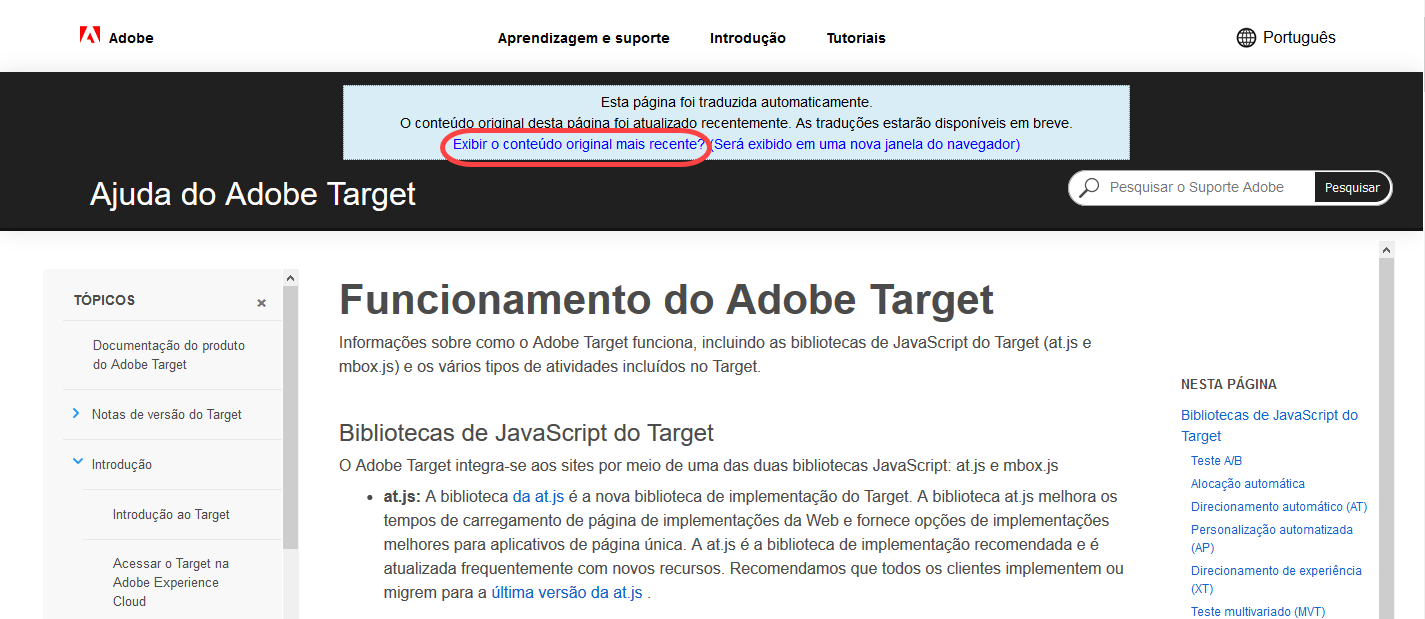 Adobe
Aprendizagem e suporte
Introdução
Tutoriais
Português
Esta página foi traduzida automaticamente.
O conteúdo original desta página foi atualizado recentemente. As traduções estarão disponíveis em breve.
Exibir o conteúdo original mais recente? (Será exibido em uma nova janela do navegador)
Ajuda do Adobe Target
Pesquisar o Suporte Adobe
Pesquisar
TÓPICOS
Documentação do produto
do Adobe Target
Notas de versão do Target
Introdução
Introdução ao Target
Acessar o Target na
Adobe Experience
Cloud
Funcionamento do Adobe Target
Informações sobre como o Adobe Target funciona, incluindo as bibliotecas de JavaScript do Target (at.js e
mbox.js) e os vários tipos de atividades incluídos no Target.
Bibliotecas de JavaScript do Target
O Adobe Target integra-se aos sites por meio de uma das duas bibliotecas JavaScript: at.js e mbox.js
• at.js: A biblioteca da at.js é a nova biblioteca de implementação do Target. A biblioteca at.js melhora os
tempos de carregamento de página de implementações da Web e fornece opções de implementações
melhores para aplicativos de página única. A at.js é a biblioteca de implementação recomendada e é
atualizada frequentemente com novos recursos. Recomendamos que todos os clientes implementem ou
migrem para a última versão da at.js .
NESTA PÁGINA
Bibliotecas de JavaScript do
Target
Teste A/B
Alocação automática
Direcionamento automático (AT)
Personalização automatizada
(AP)
Direcionamento de experiência
(XT)
Teste multivariado (MVT)